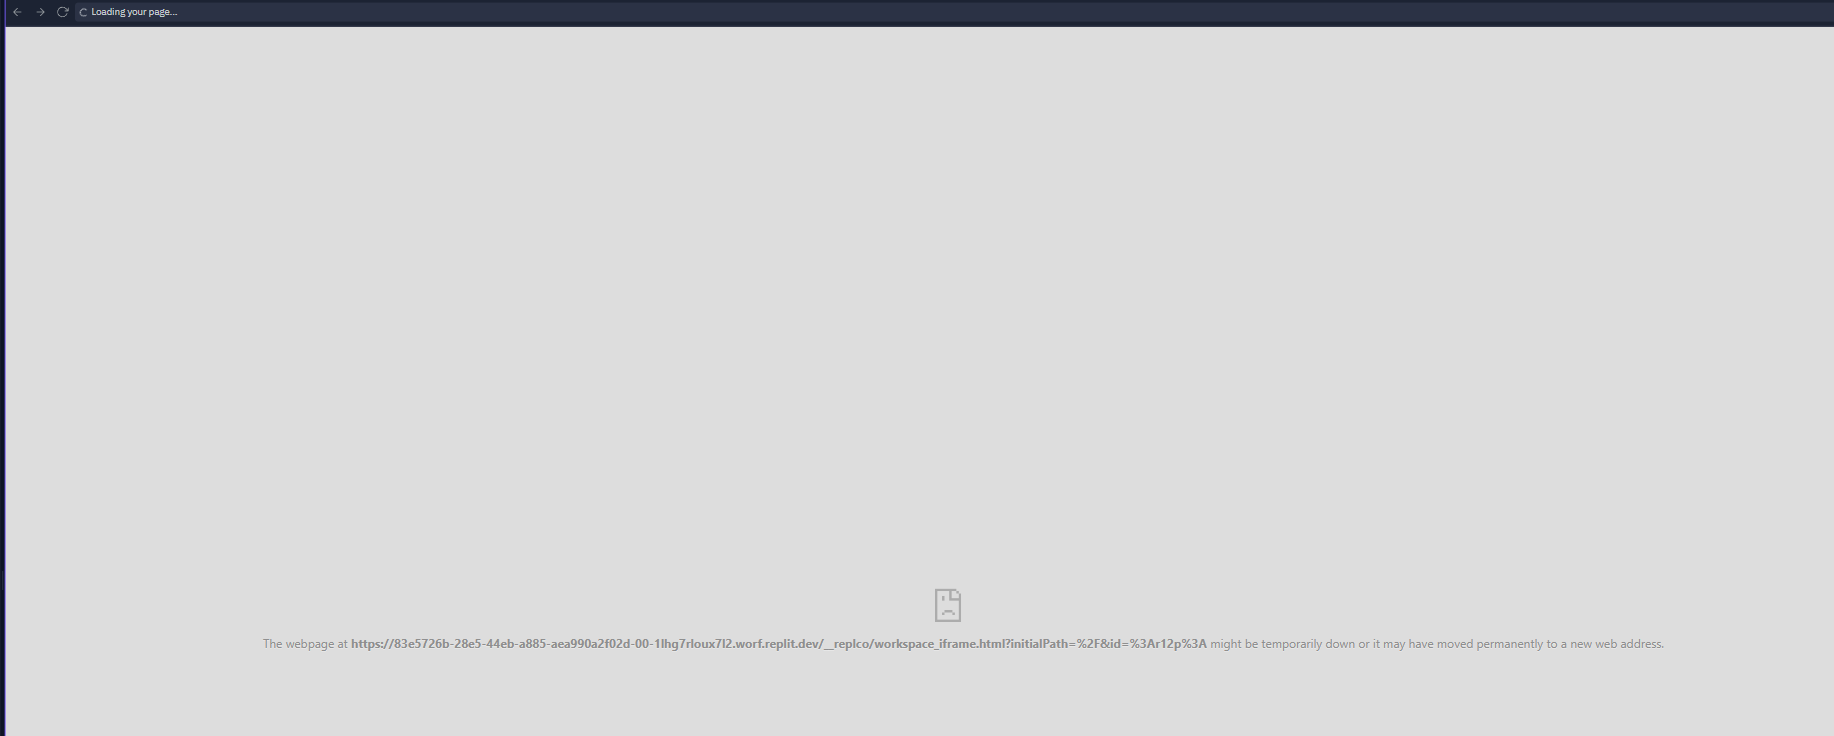 Loading your page...
The webpage at https://83e5726b-28e5-44eb-a885-aea990a2f02d-00-1lhg7rloux7l2.worf.replit.dev/__replco/workspace_iframe.html?initialPath=%2F&id=%3Ar12p%3A might be temporarily down or it may have moved permanently to a new web address.